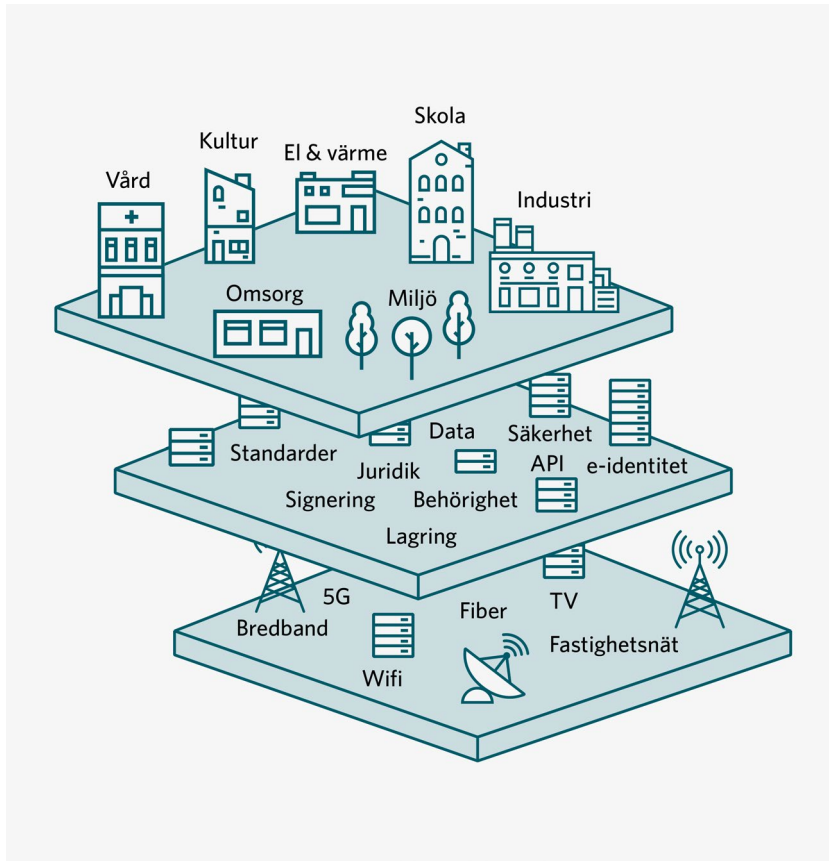 Skola
Kultur
El & värme
Vård
Industri
Omsorg
Miljö
Data
Säkerhet
Standarder
Juridik
API
e-identitet
Signering
Behörighet
Lagring
5G
TV
Fiber
Bredband
Fastighetsnät
Wifi